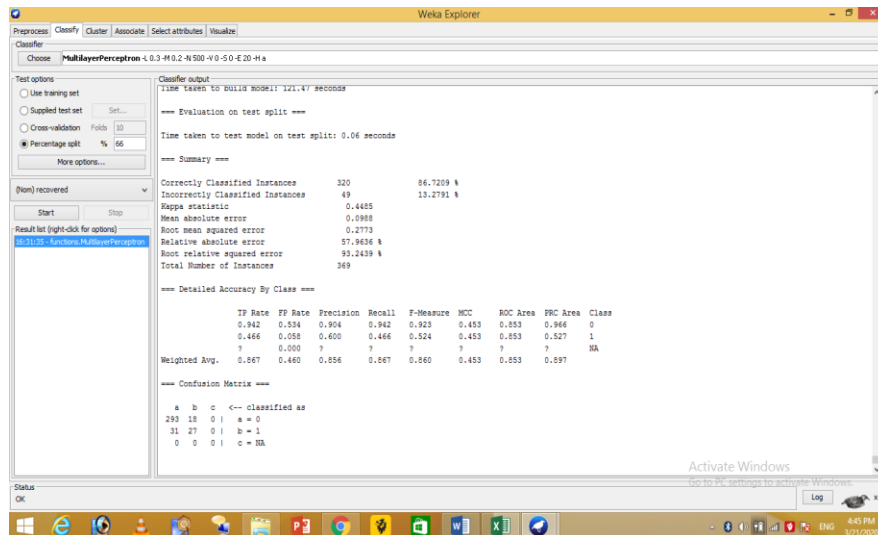 Weka Explorer
Preprocess Classify Cluster Associate Select attributes Visualize
Classifier
Choose MultilayerPerceptron -L 0.3 -M 0.2 -N 500 -V 0 -S 0 -E 20 -H a
Test options
Use training set
Supplied test set Set...
Cross-validation Folds 10
Percentage split % 66
More options...
(Nom) recovered
Start Stop
Result list (right-click for options)
16:31:35 - functions.MultilayerPerceptron
Classifier output
Time taken to build model: 121.47 seconds
=== Evaluation on test split ===
Time taken to test model on test split: 0.06 seconds
=== Summary ===
Correctly Classified Instances 320 86.7209 %
Incorrectly Classified Instances 49 13.2791 %
Kappa statistic 0.4485
Mean absolute error 0.0988
Root mean squared error 0.2773
Relative absolute error 57.9636 %
Root relative squared error 93.2439 %
Total Number of Instances 369
=== Detailed Accuracy By Class ===
TP Rate FP Rate Precision Recall F-Measure MCC ROC Area PRC Area Class
0.942 0.534 0.904 0.942 0.923 0.453 0.853 0.966 0
0.466 0.058 0.600 0.466 0.524 0.453 0.853 0.527 1
? 0.000 ? ? ? ? ? ? NA
Weighted Avg. 0.867 0.460 0.856 0.867 0.860 0.453 0.853 0.897
=== Confusion Matrix ===
a b c <-- classified as
293 18 0 | a = 0
31 27 0 | b = 1
0 0 0 | c = NA
Activate Windows
Go to PC settings to activate Windows.
Status
OK
Log
x 0
ENG
4:45 PM
3/21/2020